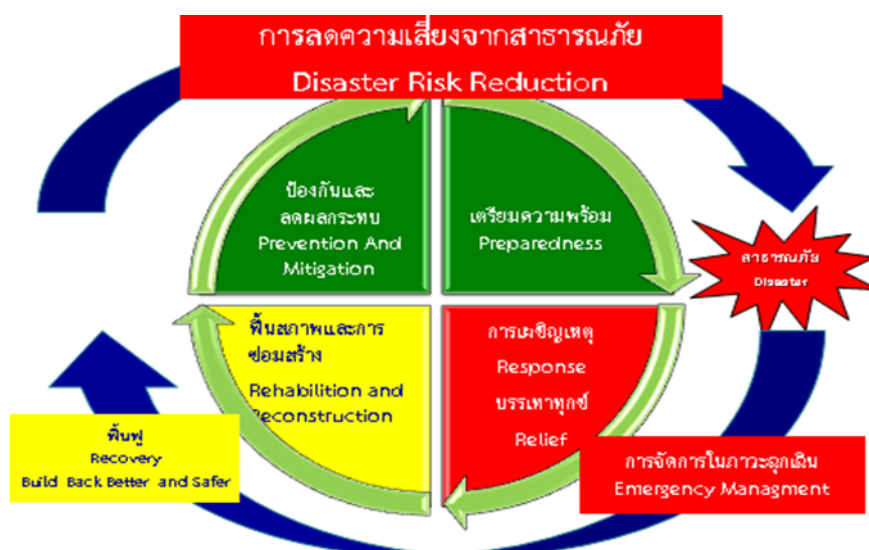 การลดความเสี่ยงจากสาธารณภัย
Disaster Risk Reduction
ป้องกันและ
ลดผลกระทบ
Prevention And
Mitigation
เตรียมความพร้อม
Preparedness
สาธารณภัย
Disaster
ฟื้นสภาพและการ
ซ่อมสร้าง
Rehabilition and
Reconstruction
การเผชิญเหตุ
Response
บรรเทาทุกข์
Relief
ฟื้นฟู
Recovery
Build Back Better and Safer
การจัดการในภาวะฉุกเฉิน
Emergency Managment